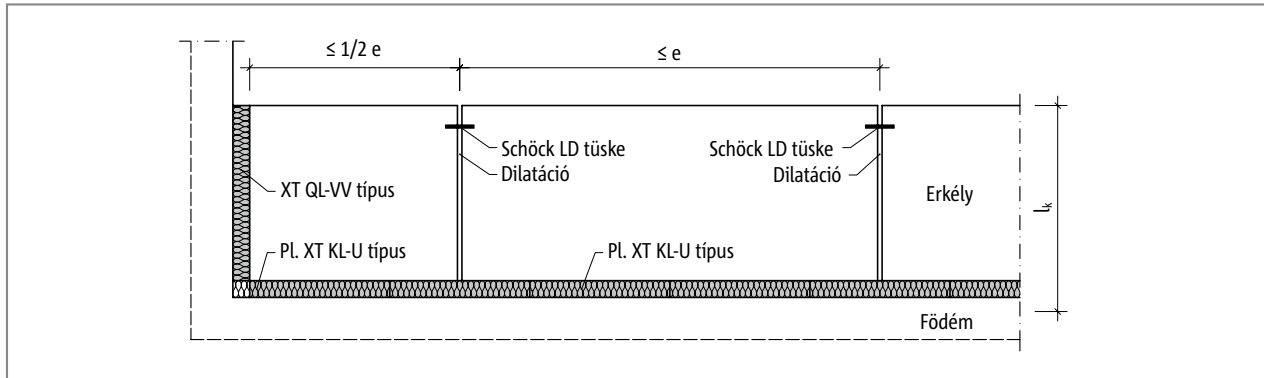 ≤ 1/2 e
≤ e
Schöck LD tüske
Dilatáció
Schöck LD tüske
Dilatáció
XT QL-VV típus
Erkély
lₖ
Pl. XT KL-U típus
Pl. XT KL-U típus
Födém